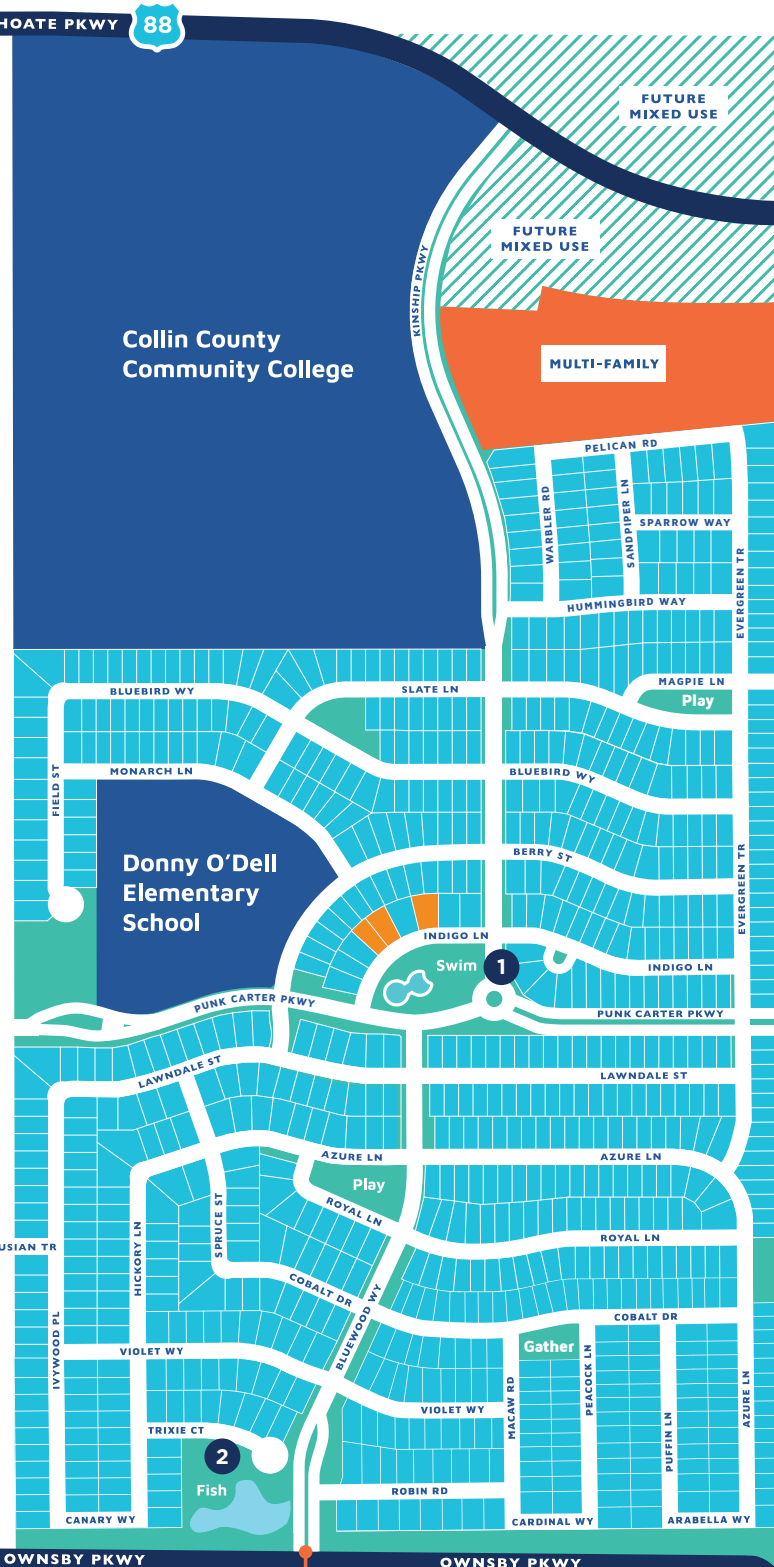 HOATE PKWY
88
FUTURE
MIXED USE
FUTURE
MIXED USE
KINSHIP PKWY
Collin County
Community College
MULTI-FAMILY
PELICAN RD
WARBLER RD
SANDPIPER LN
SPARROW WAY
EVERGREEN TR
HUMMINGBIRD WAY
MAGPIE LN
Play
BLUEBIRD WY
SLATE LN
FIELD ST
MONARCH LN
BLUEBIRD WY
Donny O'Dell
Elementary
School
BERRY ST
EVERGREEN TR
INDIGO LN
Swim
1
INDIGO LN
PUNK CARTER PKWY
PUNK CARTER PKWY
LAWNDALE ST
LAWNDALE ST
AZURE LN
AZURE LN
Play
ROYAL LN
SPRUCE ST
HICKORY LN
USIAN TR
ROYAL LN
COBALT DR
BLUEWOOD WY
COBALT DR
IVYWOOD PL
VIOLET WY
Gather
PEACOCK LN
MACAW RD
PUFFIN LN
AZURE LN
VIOLET WY
TRIXIE CT
2
Fish
ROBIN RD
CANARY WY
CARDINAL WY
ARABELLA WY
OWNSBY PKWY
OWNSBY PKWY